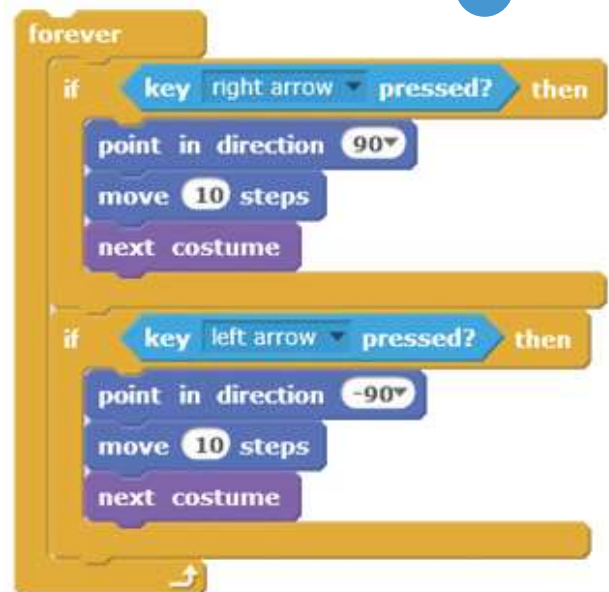 forever
if key right arrow pressed? then
point in direction 90
move 10 steps
next costume
if key left arrow pressed? then
point in direction -90
move 10 steps
next costume